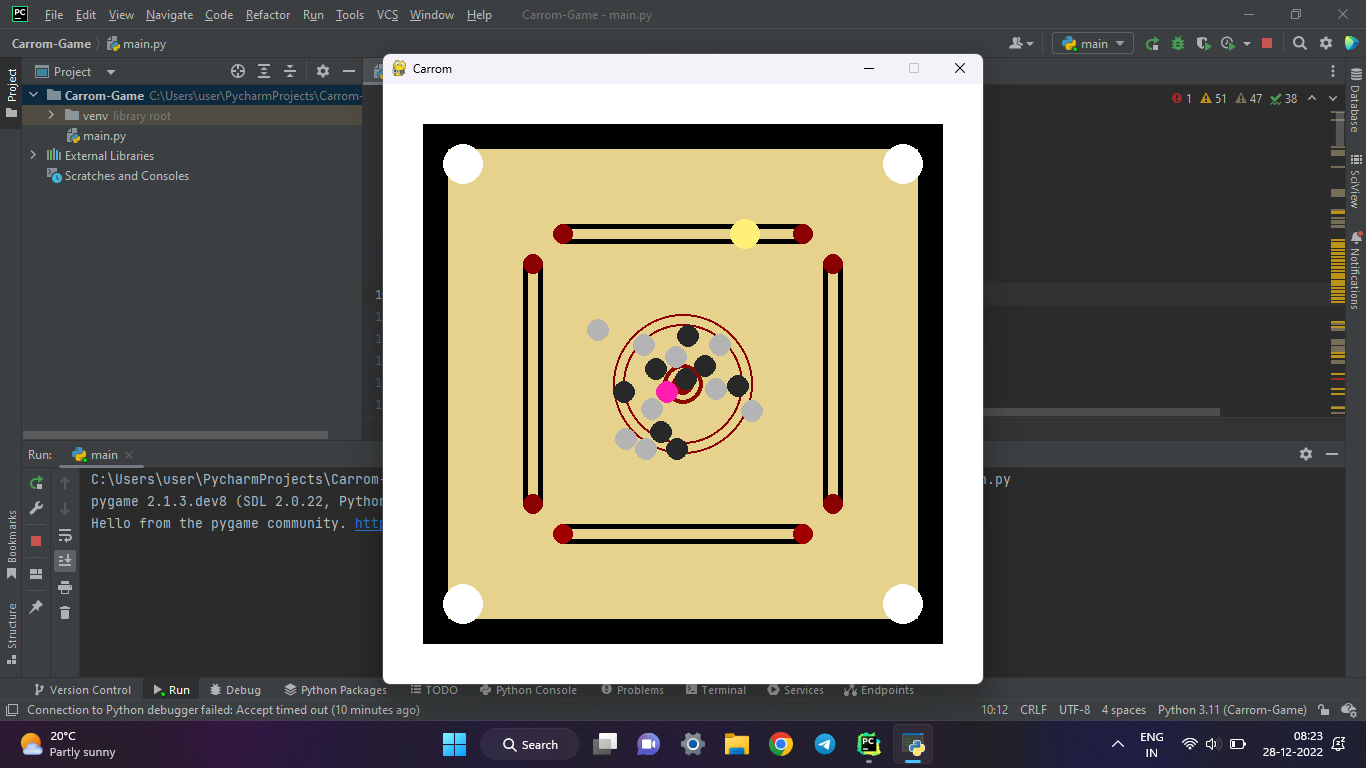 PC File Edit View Navigate Code Refactor Run Tools VCS Window Help Carrom-Game - main.py
Carrom-Game main.py main
Project Carrom
Project
Carrom-Game C:\Users\user\PycharmProjects\Carrom-
1 51 47 38
venv library root
main.py
External Libraries
Scratches and Consoles
Database
SciView
Notifications
1
Run: main
C:\Users\user\PycharmProjects\Carrom- n.py
pygame 2.1.3.dev8 (SDL 2.0.22, Python
Hello from the pygame community. http
Bookmarks
Structure
Version Control Run Debug Python Packages TODO Python Console Problems Terminal Services Endpoints
Connection to Python debugger failed: Accept timed out (10 minutes ago) 10:12 CRLF UTF-8 4 spaces Python 3.11 (Carrom-Game)
20°C
Partly sunny
Search
PC
ENG
IN
08:23
28-12-2022